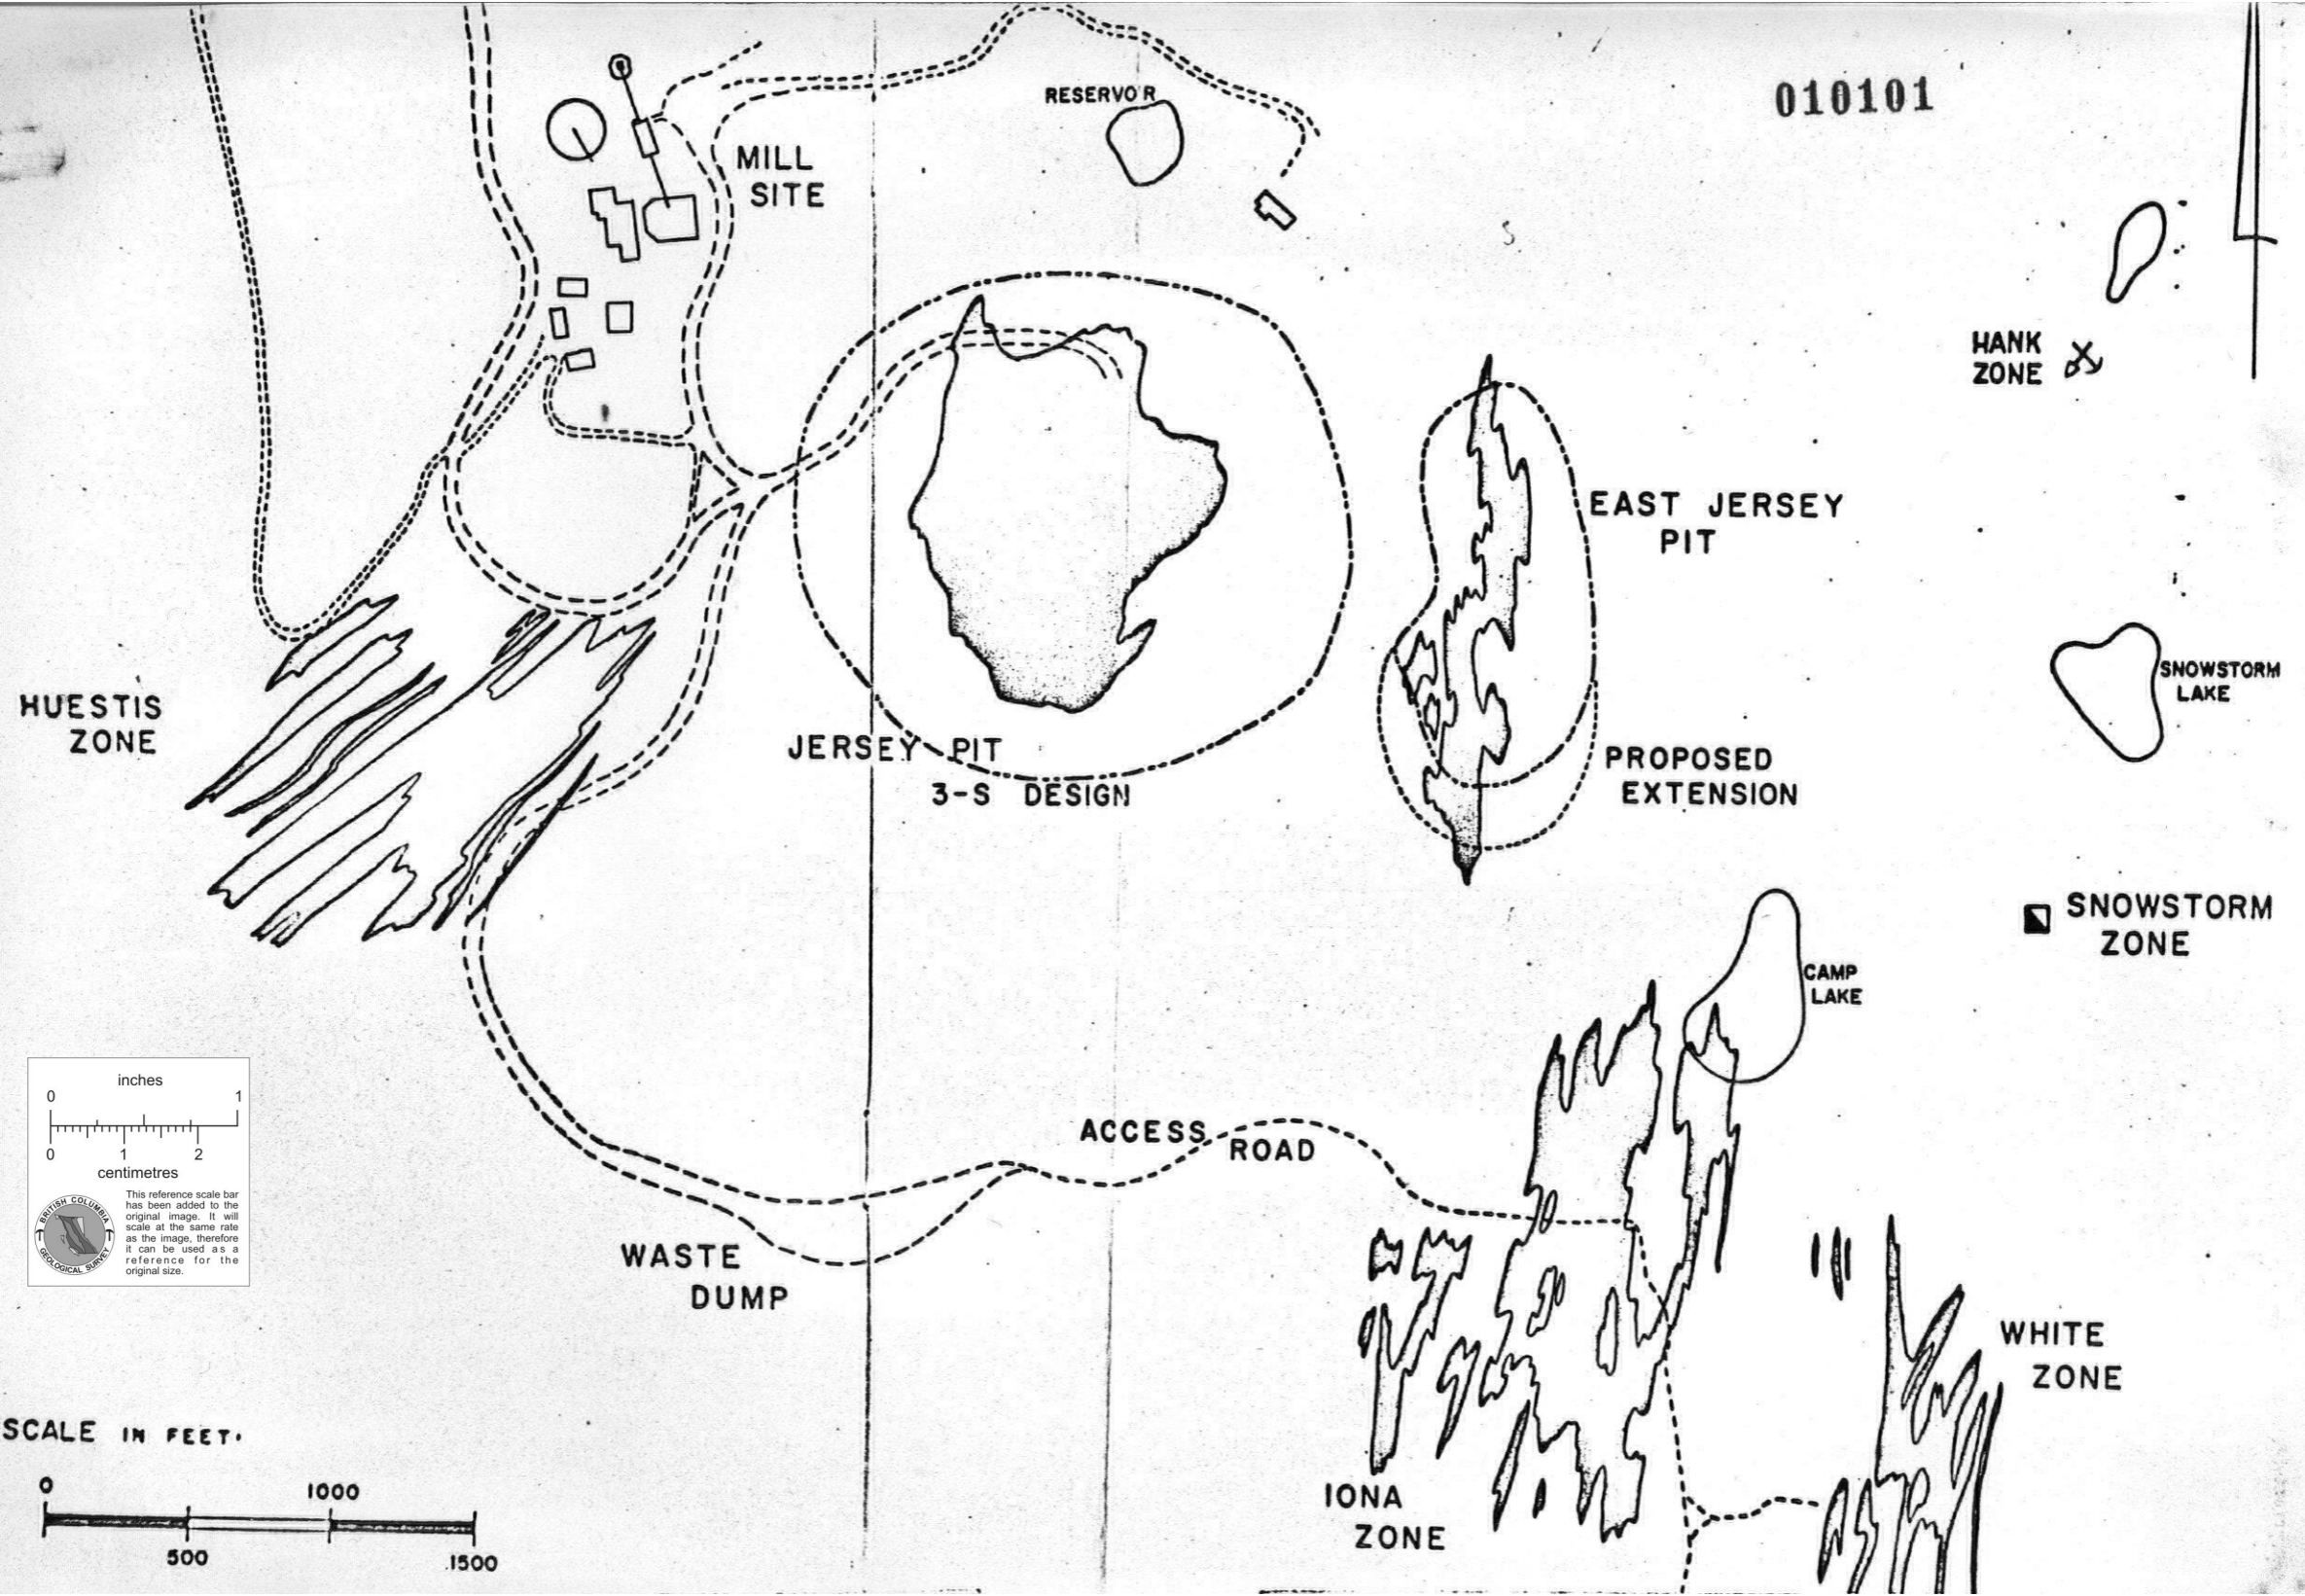 010101
RESERVO'R
MILL
SITE
HANK
ZONE
EAST JERSEY
PIT
SNOWSTORM
LAKE
HUESTIS
ZONE
JERSEY PIT
3-S DESIGN
PROPOSED
EXTENSION
SNOWSTORM
ZONE
CAMP
LAKE
ACCESS
ROAD
WASTE
DUMP
WHITE
ZONE
IONA
ZONE
inches
0 1
0 1 2
centimetres
BRITISH COLUMBIA
GEOLOGICAL SURVEY
This reference scale bar
has been added to the
original image. It will
scale at the same rate
as the image, therefore
it can be used as a
reference for the
original size.
SCALE IN FEET.
0 1000
500 1500